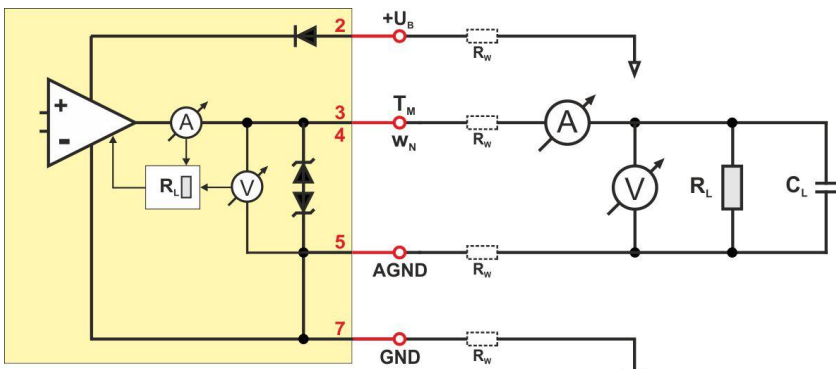 2 +U_B
R_W
+
-
A
3 T_M
4 W_N
R_W
A
R_L
V
V
R_L
C_L
5
AGND
R_W
7
GND
R_W